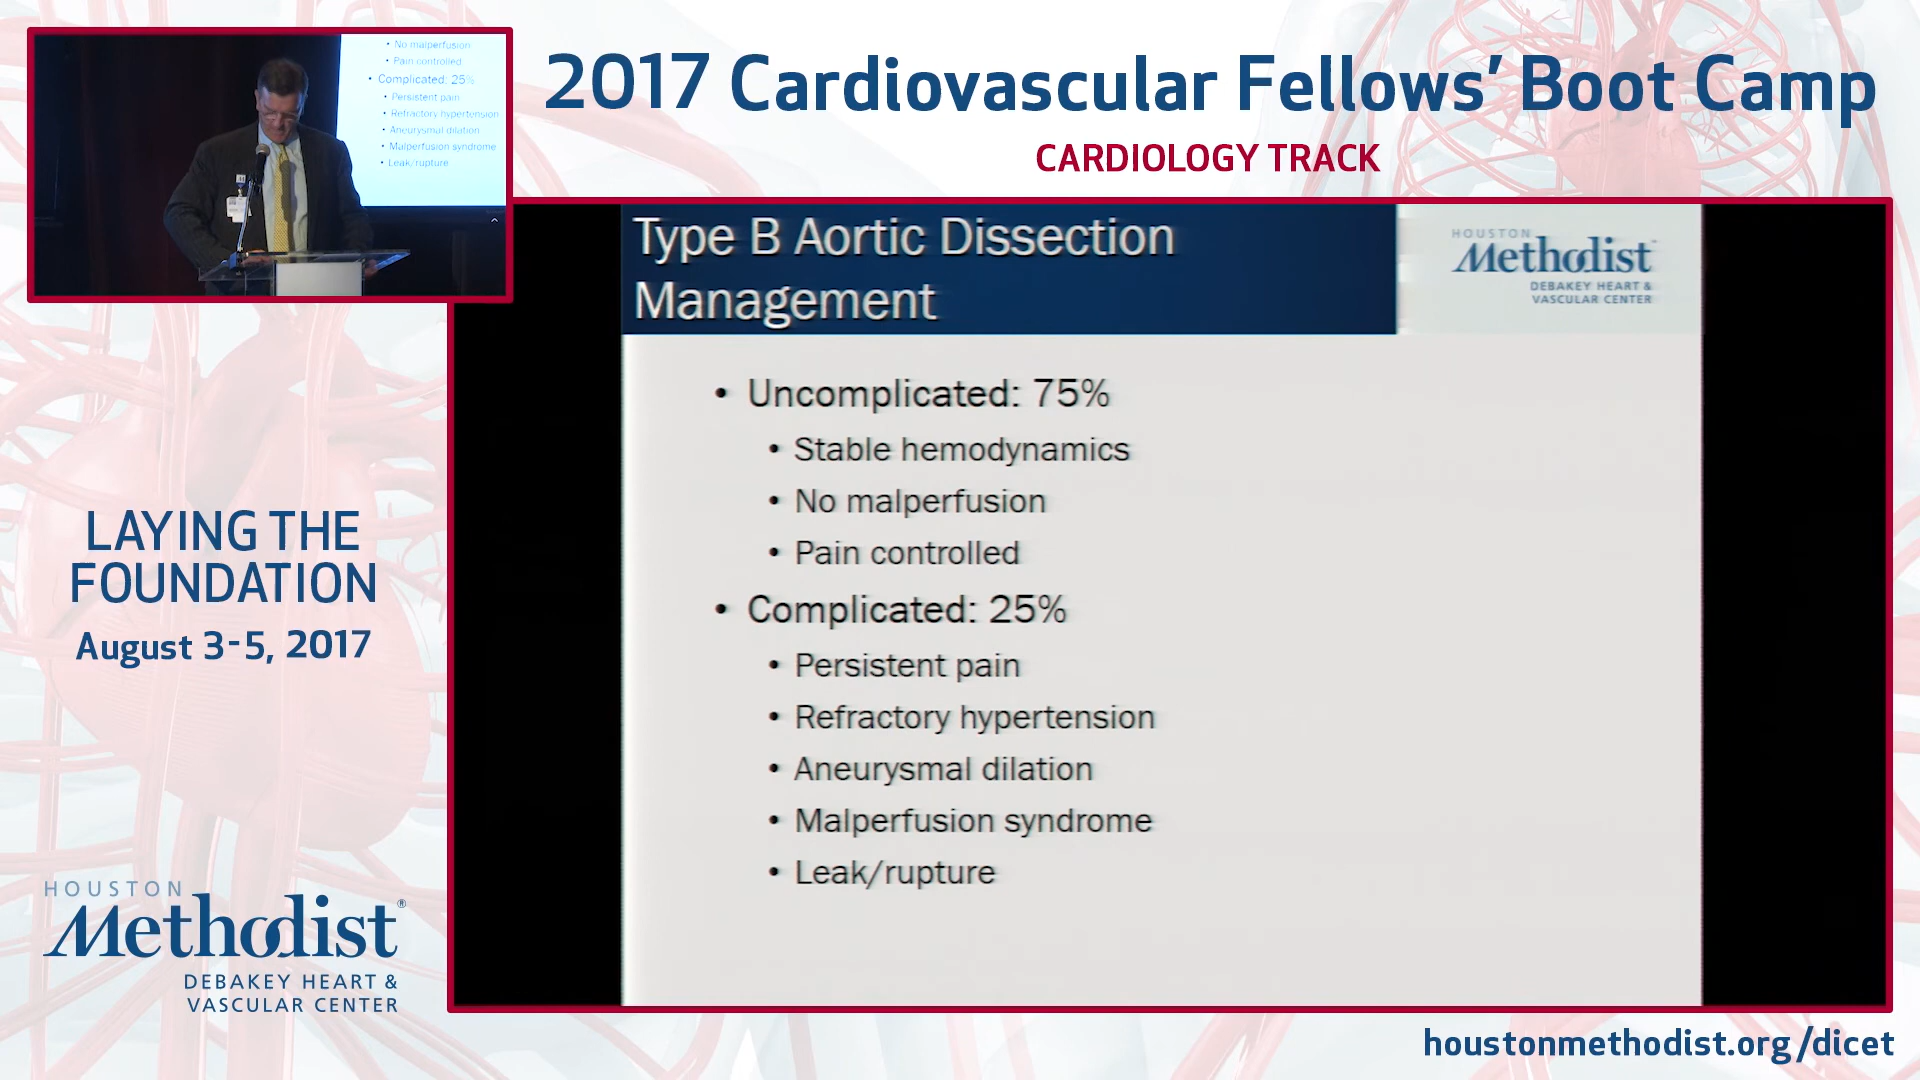 • No malperfusion
• Pain controlled
• Complicated: 25%
• Persistent pain
• Refractory hypertension
• Aneurysmal dilation
• Malperfusion syndrome
• Leak/rupture
2017 Cardiovascular Fellows' Boot Camp
CARDIOLOGY TRACK
Type B Aortic Dissection
Management
HOUSTON
Methodist
DEBAKEY HEART &
VASCULAR CENTER
• Uncomplicated: 75%
• Stable hemodynamics
• No malperfusion
• Pain controlled
• Complicated: 25%
• Persistent pain
• Refractory hypertension
• Aneurysmal dilation
• Malperfusion syndrome
• Leak/rupture
LAYING THE
FOUNDATION
August 3-5, 2017
HOUSTON
Methodist®
DEBAKEY HEART &
VASCULAR CENTER
houstonmethodist.org/dicet